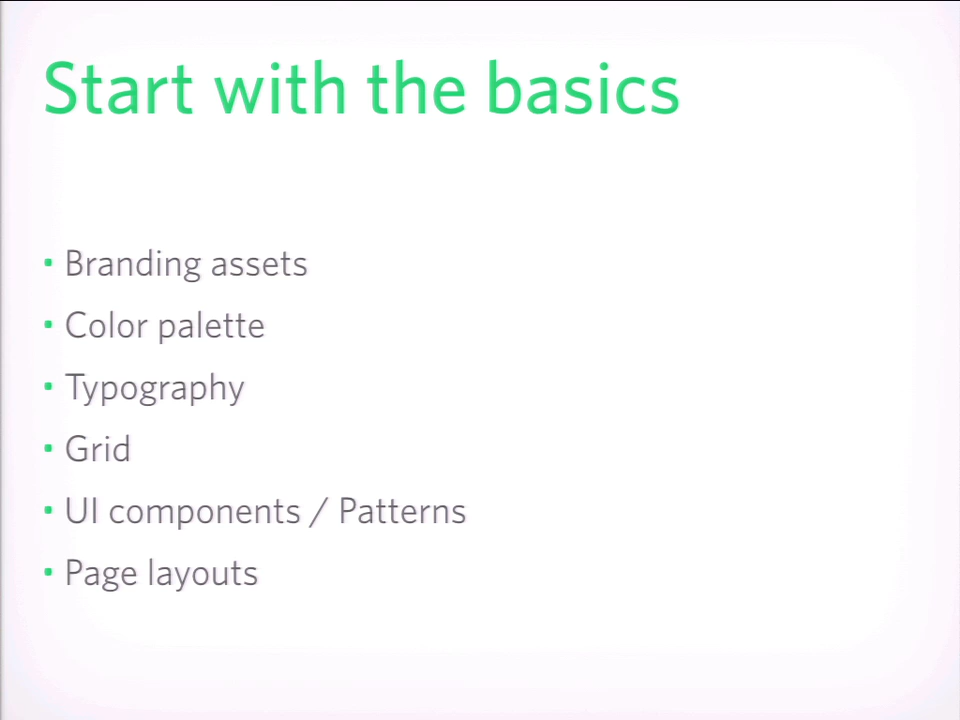 Start with the basics
• Branding assets
• Color palette
• Typography
• Grid
• UI components / Patterns
• Page layouts